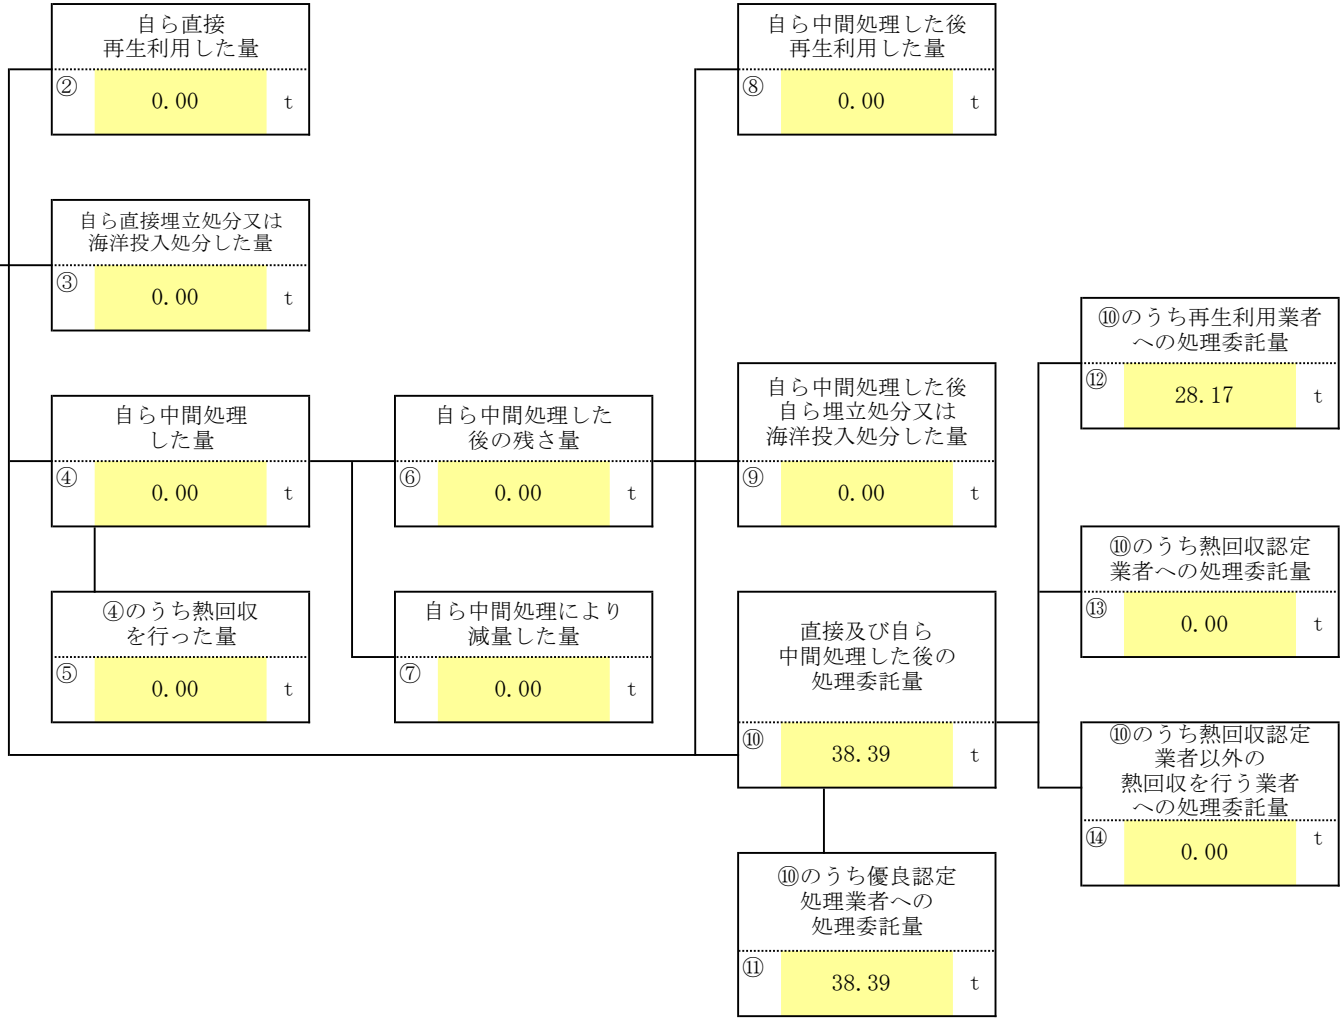 自ら直接
再生利用した量
②
0.00
t
自ら直接埋立処分又は
海洋投入処分した量
③
0.00
t
自ら中間処理
した量
④
0.00
t
④のうち熱回収
を行った量
⑤
0.00
t
自ら中間処理した
後の残さ量
⑥
0.00
t
自ら中間処理により
減量した量
⑦
0.00
t
自ら中間処理した後
再生利用した量
⑧
0.00
t
自ら中間処理した後
自ら埋立処分又は
海洋投入処分した量
⑨
0.00
t
直接及び自ら
中間処理した後の
処理委託量
⑩
38.39
t
⑩のうち優良認定
処理業者への
処理委託量
⑪
38.39
t
⑩のうち再生利用業者
への処理委託量
⑫
28.17
t
⑩のうち熱回収認定
業者への処理委託量
⑬
0.00
t
⑩のうち熱回収認定
業者以外の
熱回収を行う業者
への処理委託量
⑭
0.00
t